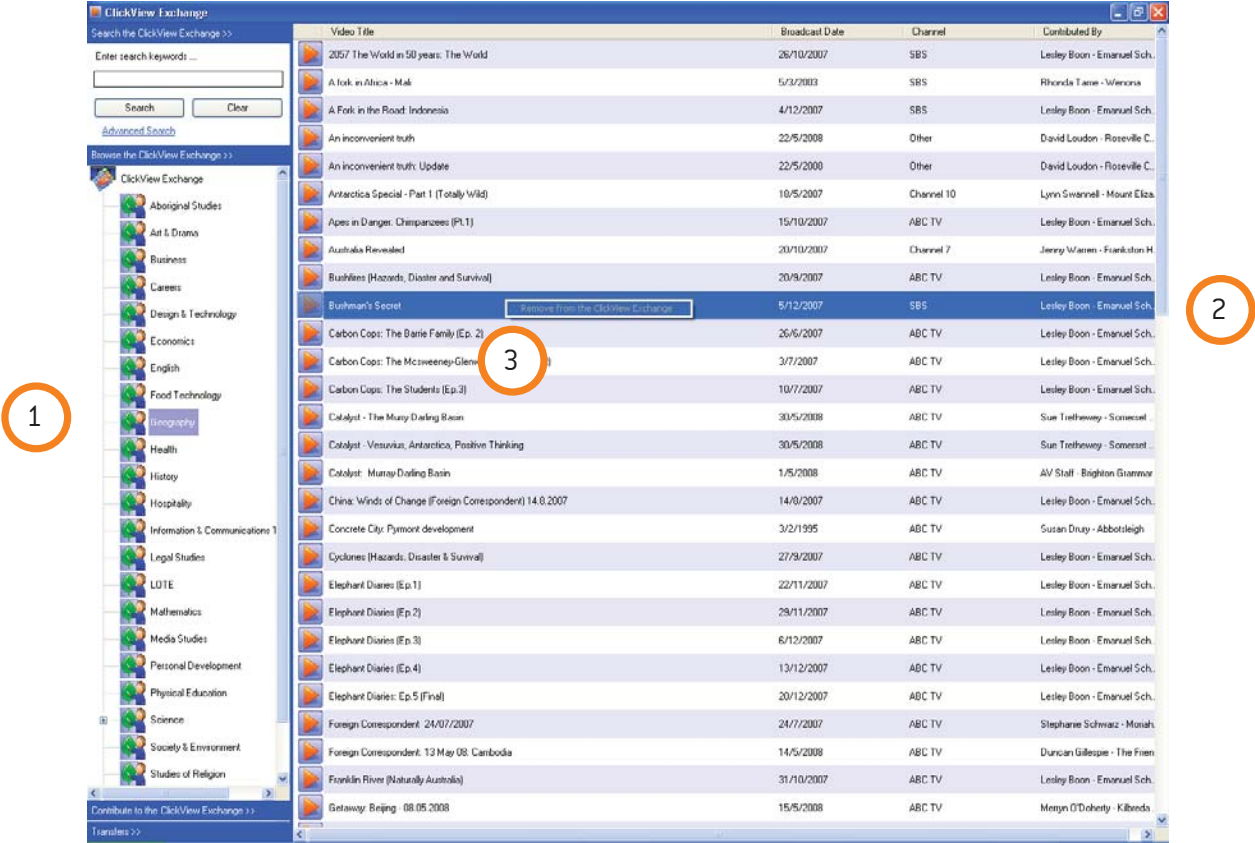 ClickView Exchange
Search the ClickView Exchange >>
Enter search keywords ...
Search Clear
Advanced Search
Browse the ClickView Exchange >>
ClickView Exchange
Aboriginal Studies
Art & Drama
Business
Careers
Design & Technology
Economics
English
Food Technology
Geography
Health
History
Hospitality
Information & Communications T
Legal Studies
LOTE
Mathematics
Media Studies
Personal Development
Physical Education
Science
Society & Environment
Studies of Religion
Contribute to the ClickView Exchange >>
Transfers >>
Video Title Broadcast Date Channel Contributed By
2057 The World in 50 years: The World 26/10/2007 SBS Lesley Boon - Emanuel Sch..
A fork in Africa - Mali 5/3/2003 SBS Rhonda Tame - Wenona
A Fork in the Road: Indonesia 4/12/2007 SBS Lesley Boon - Emanuel Sch..
An inconvenient truth 22/5/2008 Other David Loudon - Roseville C..
An inconvenient truth: Update 22/5/2008 Other David Loudon - Roseville C..
Antarctica Special - Part 1 (Totally Wild) 18/5/2007 Channel 10 Lynn Swannell - Mount Eliza.
Apes in Danger: Chimpanzees (Pt.1) 15/10/2007 ABC TV Lesley Boon - Emanuel Sch..
Australia Revealed 20/10/2007 Channel 7 Jenny Warren - Frankston H.
Bushfires (Hazards, Diaster and Survival) 20/9/2007 ABC TV Lesley Boon - Emanuel Sch..
Bushman's Secret 5/12/2007 SBS Lesley Boon - Emanuel Sch..
Remove from the ClickView Exchange
Carbon Cops: The Barrie Family (Ep. 2) 26/6/2007 ABC TV Lesley Boon - Emanuel Sch..
Carbon Cops: The Mcsweeney-Glenw 3/7/2007 ABC TV Lesley Boon - Emanuel Sch..
Carbon Cops: The Students (Ep.3) 10/7/2007 ABC TV Lesley Boon - Emanuel Sch..
Catalyst - The Murry Darling Basin 30/5/2008 ABC TV Sue Trethewey - Somerset ..
Catalyst - Vesuvius, Antarctica, Positive Thinking 30/5/2008 ABC TV Sue Trethewey - Somerset ..
Catalyst: Murray-Darling Basin 1/5/2008 ABC TV AV Staff - Brighton Grammar
China: Winds of Change (Foreign Correspondent) 14.8.2007 14/8/2007 ABC TV Lesley Boon - Emanuel Sch..
Concrete City: Pyrmont development 3/2/1995 ABC TV Susan Drury - Abbotsleigh
Cyclones (Hazards, Disaster & Survival) 27/9/2007 ABC TV Lesley Boon - Emanuel Sch..
Elephant Diaries (Ep.1) 22/11/2007 ABC TV Lesley Boon - Emanuel Sch..
Elephant Diaries (Ep.2) 29/11/2007 ABC TV Lesley Boon - Emanuel Sch..
Elephant Diaries (Ep.3) 6/12/2007 ABC TV Lesley Boon - Emanuel Sch..
Elephant Diaries (Ep.4) 13/12/2007 ABC TV Lesley Boon - Emanuel Sch..
Elephant Diaries: Ep.5 (Final) 20/12/2007 ABC TV Lesley Boon - Emanuel Sch..
Foreign Correspondent 24/07/2007 24/7/2007 ABC TV Stephanie Schwarz - Moriah.
Foreign Correspondent: 13 May 08: Cambodia 14/5/2008 ABC TV Duncan Gillespie - The Frien
Franklin River (Naturally Australia) 31/10/2007 ABC TV Lesley Boon - Emanuel Sch..
Getaway: Beijing - 08.05.2008 15/5/2008 ABC TV Merryn O'Doherty - Kilbreda
1
2
3